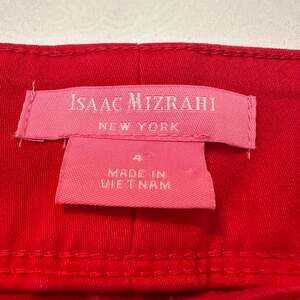 ISAAC MIZRAHI
NEW YORK
4
MADE IN
VIETNAM